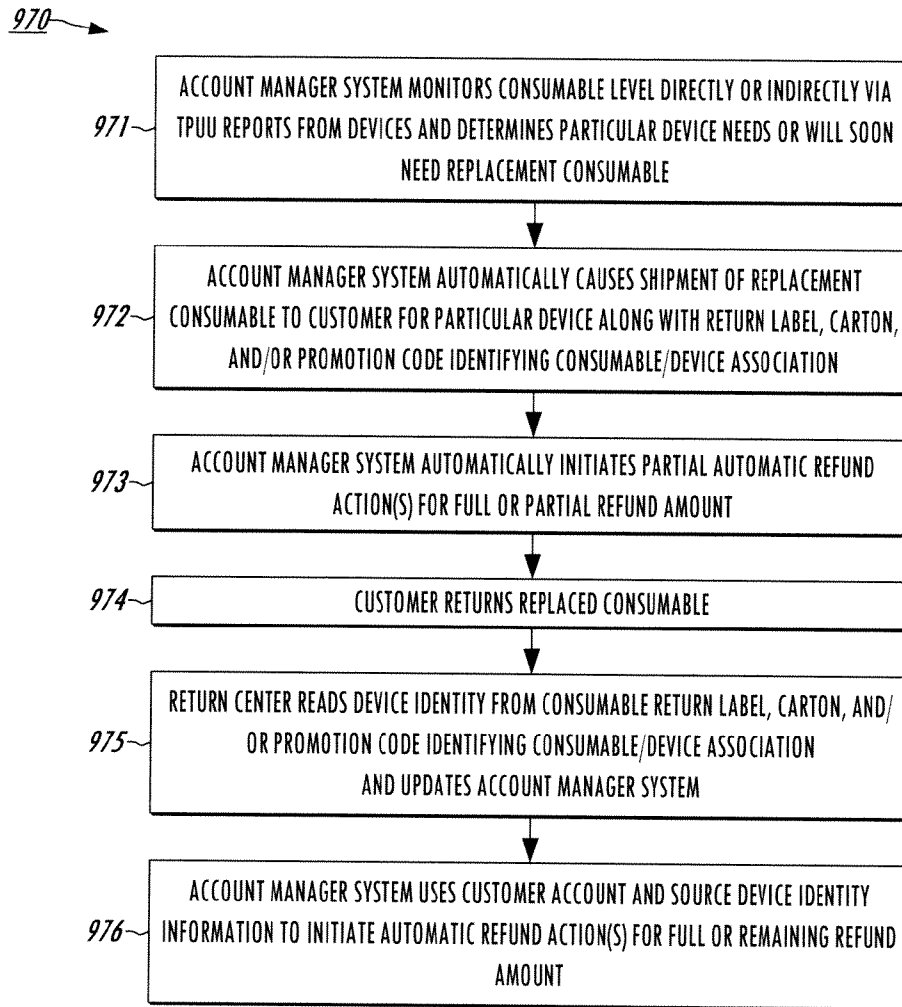 970
ACCOUNT MANAGER SYSTEM MONITORS CONSUMABLE LEVEL DIRECTLY OR INDIRECTLY VIA
TPUU REPORTS FROM DEVICES AND DETERMINES PARTICULAR DEVICE NEEDS OR WILL SOON
NEED REPLACEMENT CONSUMABLE
971
ACCOUNT MANAGER SYSTEM AUTOMATICALLY CAUSES SHIPMENT OF REPLACEMENT
CONSUMABLE TO CUSTOMER FOR PARTICULAR DEVICE ALONG WITH RETURN LABEL, CARTON,
AND/OR PROMOTION CODE IDENTIFYING CONSUMABLE/DEVICE ASSOCIATION
972
ACCOUNT MANAGER SYSTEM AUTOMATICALLY INITIATES PARTIAL AUTOMATIC REFUND
ACTION(S) FOR FULL OR PARTIAL REFUND AMOUNT
973
CUSTOMER RETURNS REPLACED CONSUMABLE
974
RETURN CENTER READS DEVICE IDENTITY FROM CONSUMABLE RETURN LABEL, CARTON, AND/
OR PROMOTION CODE IDENTIFYING CONSUMABLE/DEVICE ASSOCIATION
AND UPDATES ACCOUNT MANAGER SYSTEM
975
ACCOUNT MANAGER SYSTEM USES CUSTOMER ACCOUNT AND SOURCE DEVICE IDENTITY
INFORMATION TO INITIATE AUTOMATIC REFUND ACTION(S) FOR FULL OR REMAINING REFUND
AMOUNT
976